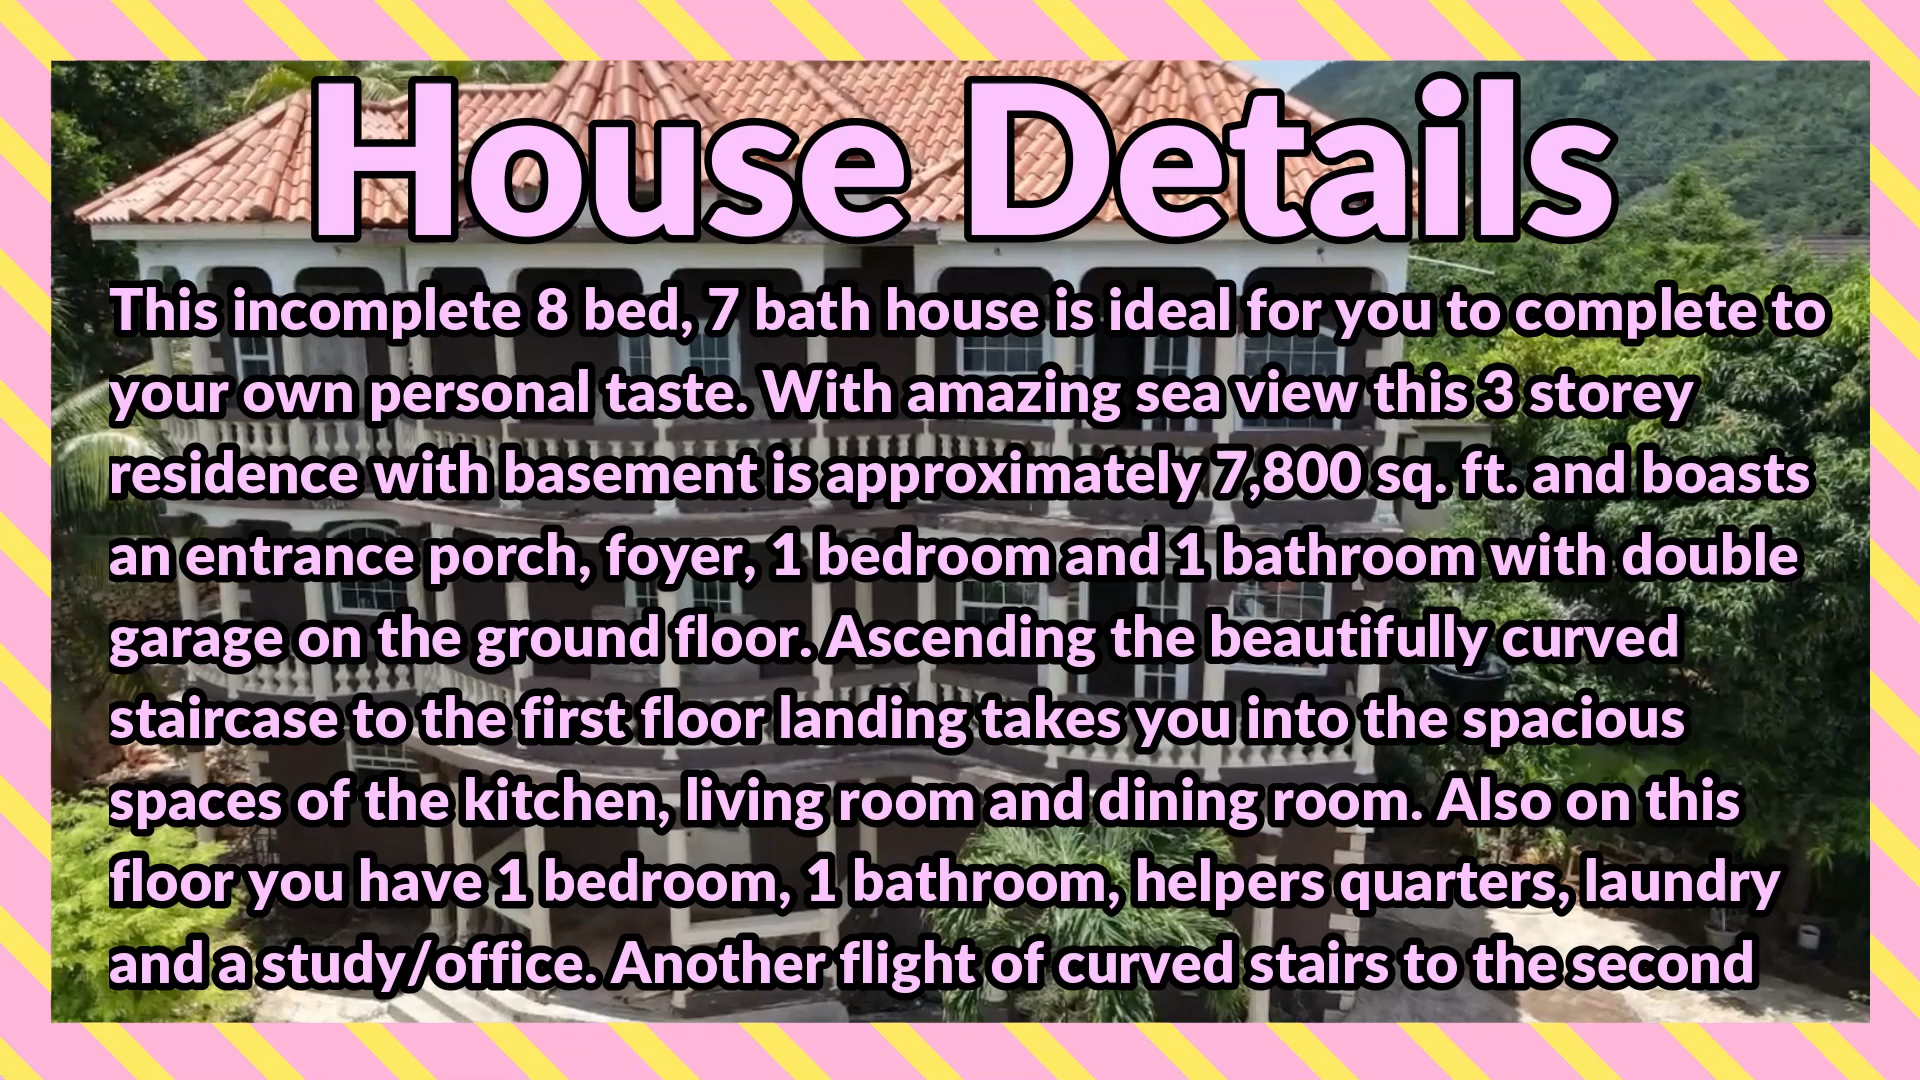 House Details
This incomplete 8 bed, 7 bath house is ideal for you to complete to
your own personal taste. With amazing sea view this 3 storey
residence with basement is approximately 7,800 sq. ft. and boasts
an entrance porch, foyer, 1 bedroom and 1 bathroom with double
garage on the ground floor. Ascending the beautifully curved
staircase to the first floor landing takes you into the spacious
spaces of the kitchen, living room and dining room. Also on this
floor you have 1 bedroom, 1 bathroom, helpers quarters, laundry
and a study/office. Another flight of curved stairs to the second